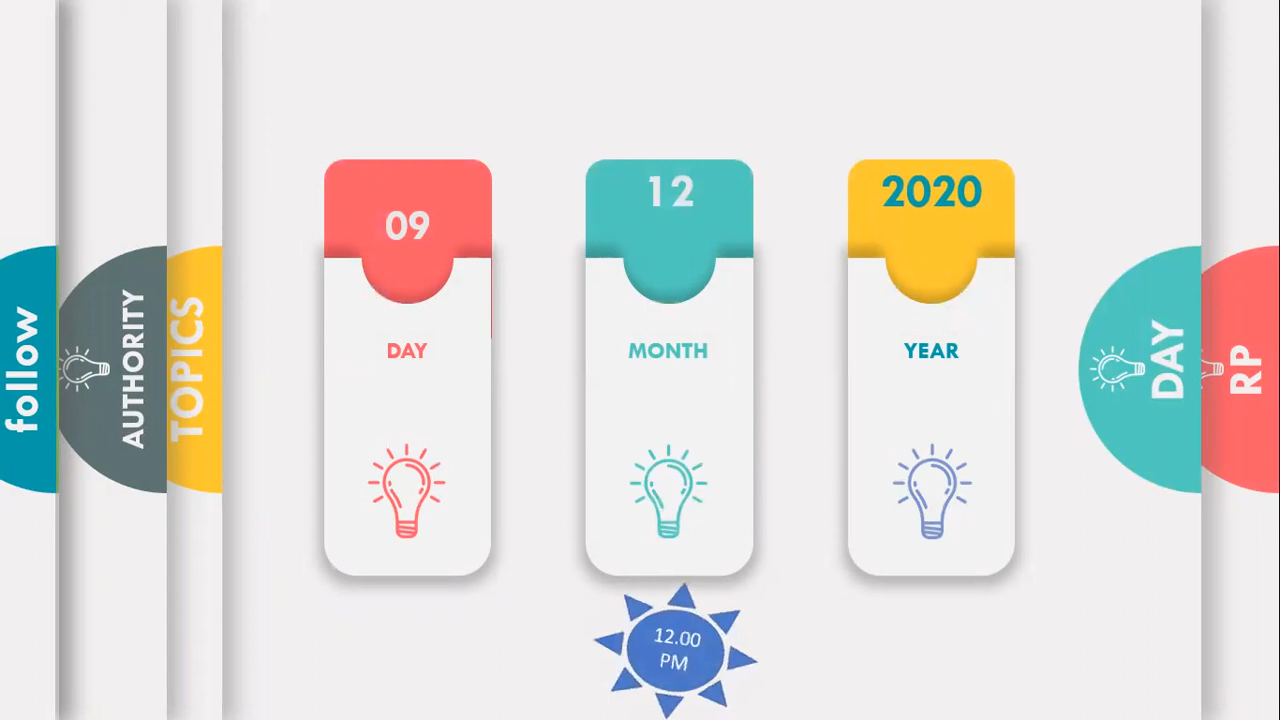 follow
AUTHORITY
TOPICS
09
DAY
12
MONTH
2020
YEAR
12.00
PM
DAY
RP